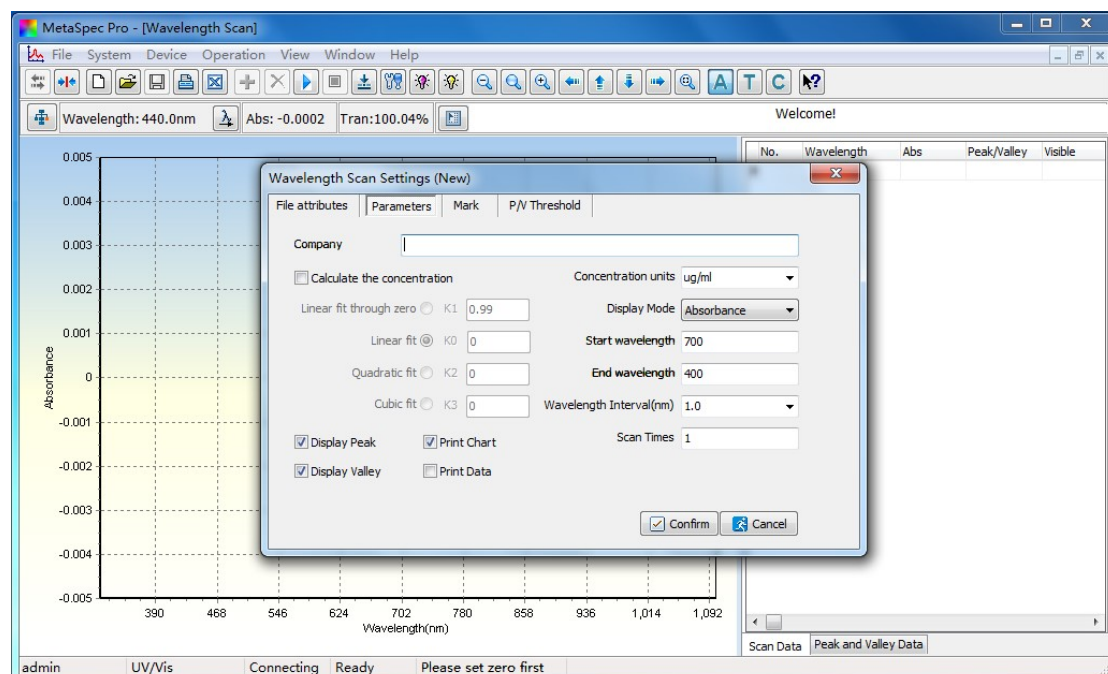 MetaSpec Pro - [Wavelength Scan]
File System Device Operation View Window Help
A T C
Wavelength: 440.0nm Abs: -0.0002 Tran:100.04% Welcome!
No. Wavelength Abs Peak/Valley Visible
0.005
0.004
0.003
0.002
0.001
0
-0.001
-0.002
-0.003
-0.004
-0.005
Absorbance
390 468 546 624 702 780 858 936 1,014 1,092
Wavelength(nm)
Wavelength Scan Settings (New)
File attributes Parameters Mark P/V Threshold
Company
Calculate the concentration Concentration units ug/ml
Linear fit through zero K1 0.99 Display Mode Absorbance
Linear fit K0 0 Start wavelength 700
Quadratic fit K2 0 End wavelength 400
Cubic fit K3 0 Wavelength Interval(nm) 1.0
Display Peak Print Chart Scan Times 1
Display Valley Print Data
Confirm Cancel
Scan Data Peak and Valley Data
admin UV/Vis Connecting Ready Please set zero first